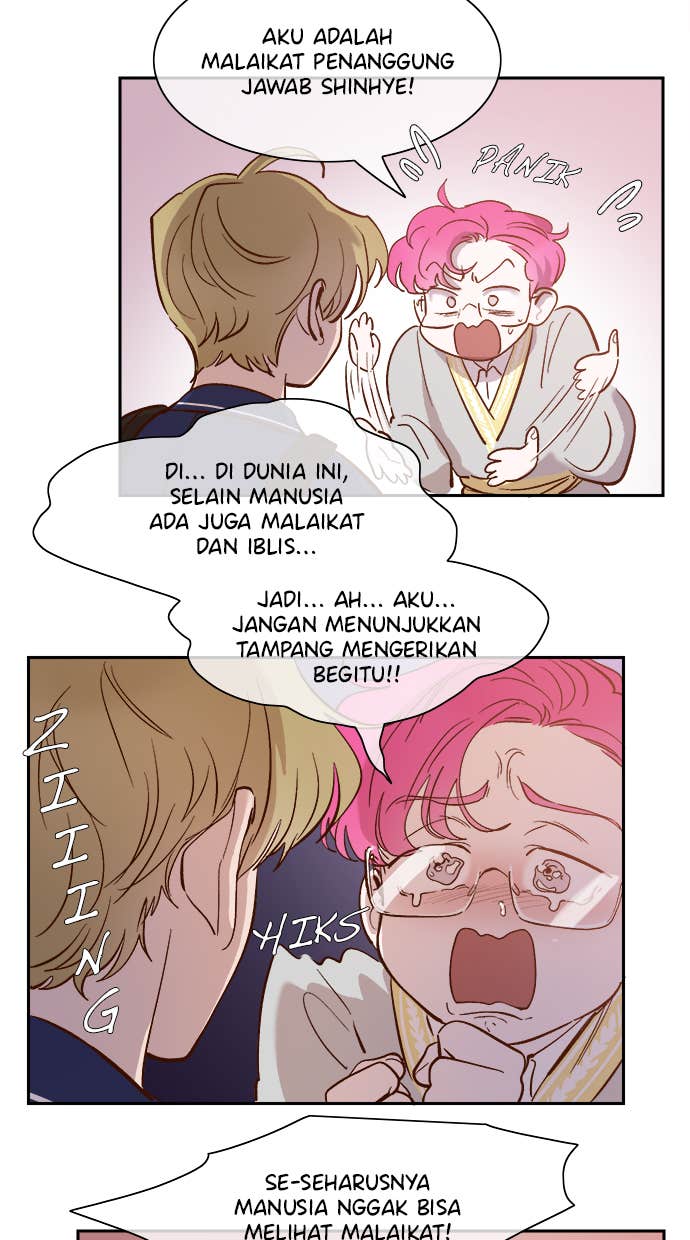 AKU ADALAH
MALAIKAT PENANGGUNG
JAWAB SHINHYE!
PANIK
DI... DI DUNIA INI,
SELAIN MANUSIA
ADA JUGA MALAIKAT
DAN IBLIS...
JADI... AH... AKU...
JANGAN MENUNJUKKAN
TAMPANG MENGERIKAN
BEGITU!!
ZIIING
HIKS
SE-SEHARUSNYA
MANUSIA NGGAK BISA
MELIHAT MALAIKAT!